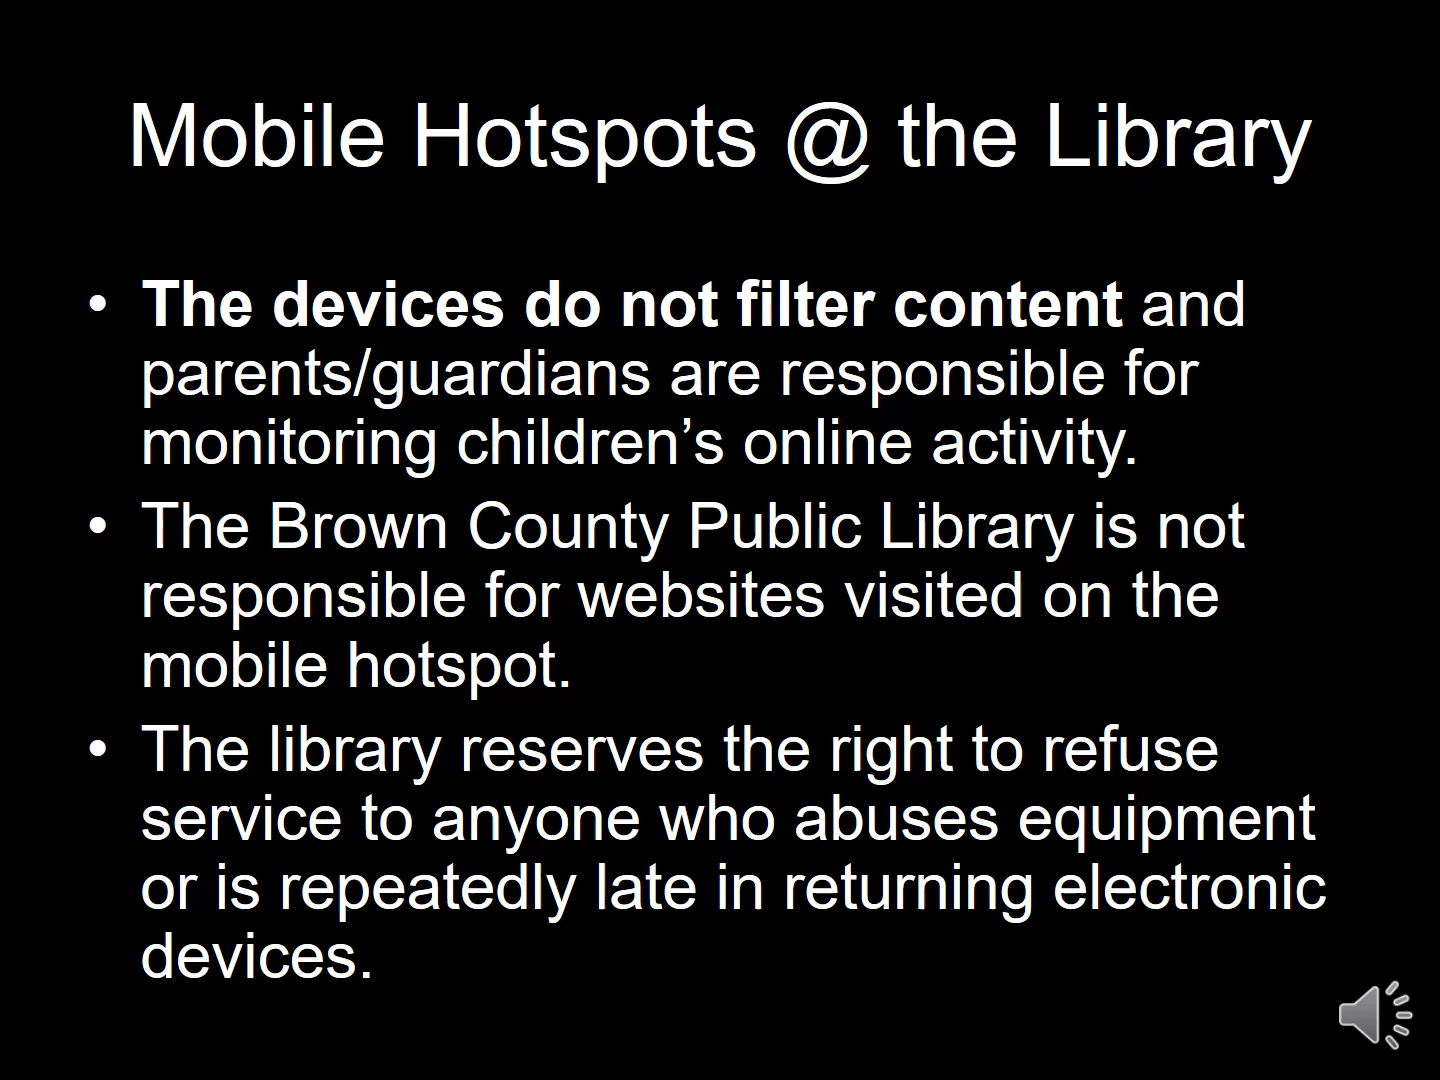 Mobile Hotspots @ the Library
• The devices do not filter content and
parents/guardians are responsible for
monitoring children’s online activity.
• The Brown County Public Library is not
responsible for websites visited on the
mobile hotspot.
• The library reserves the right to refuse
service to anyone who abuses equipment
or is repeatedly late in returning electronic
devices.